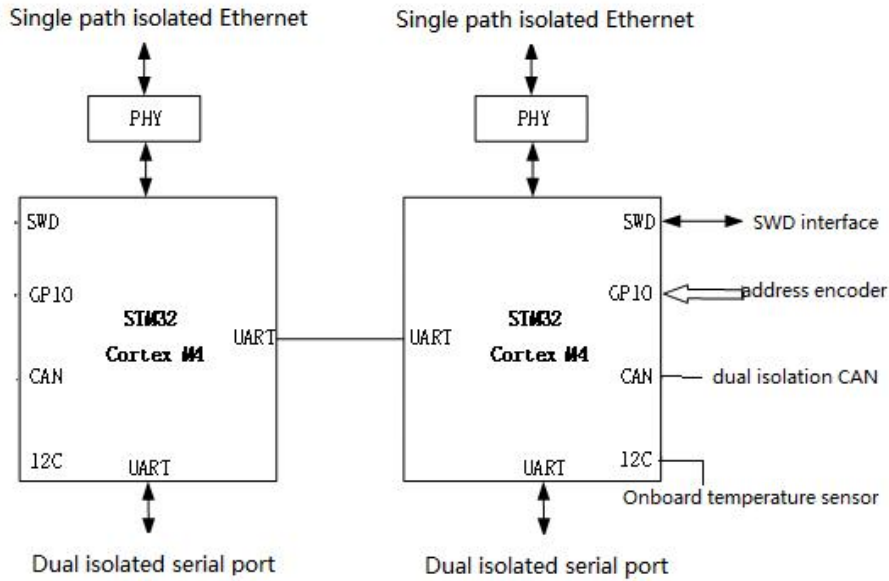 Single path isolated Ethernet
Single path isolated Ethernet
PHY
PHY
SWD
SWD
SWD interface
GPIO
GPIO
address encoder
STM32
Cortex M4
STM32
Cortex M4
UART
UART
CAN
CAN
dual isolation CAN
I2C
UART
UART
I2C
Onboard temperature sensor
Dual isolated serial port
Dual isolated serial port